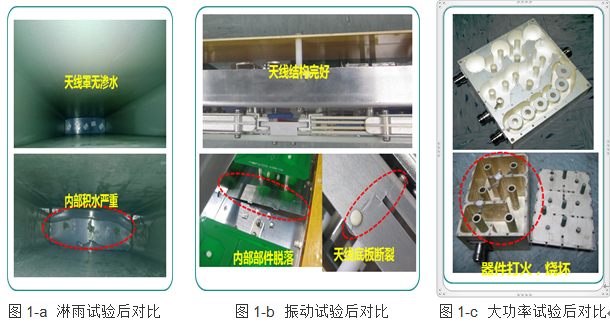 天线罩无渗水
内部积水严重
图 1-a 淋雨试验后对比
天线结构完好
内部部件脱落
天线底板断裂
图 1-b 振动试验后对比
器件打火,烧坏
图 1-c 大功率试验后对比